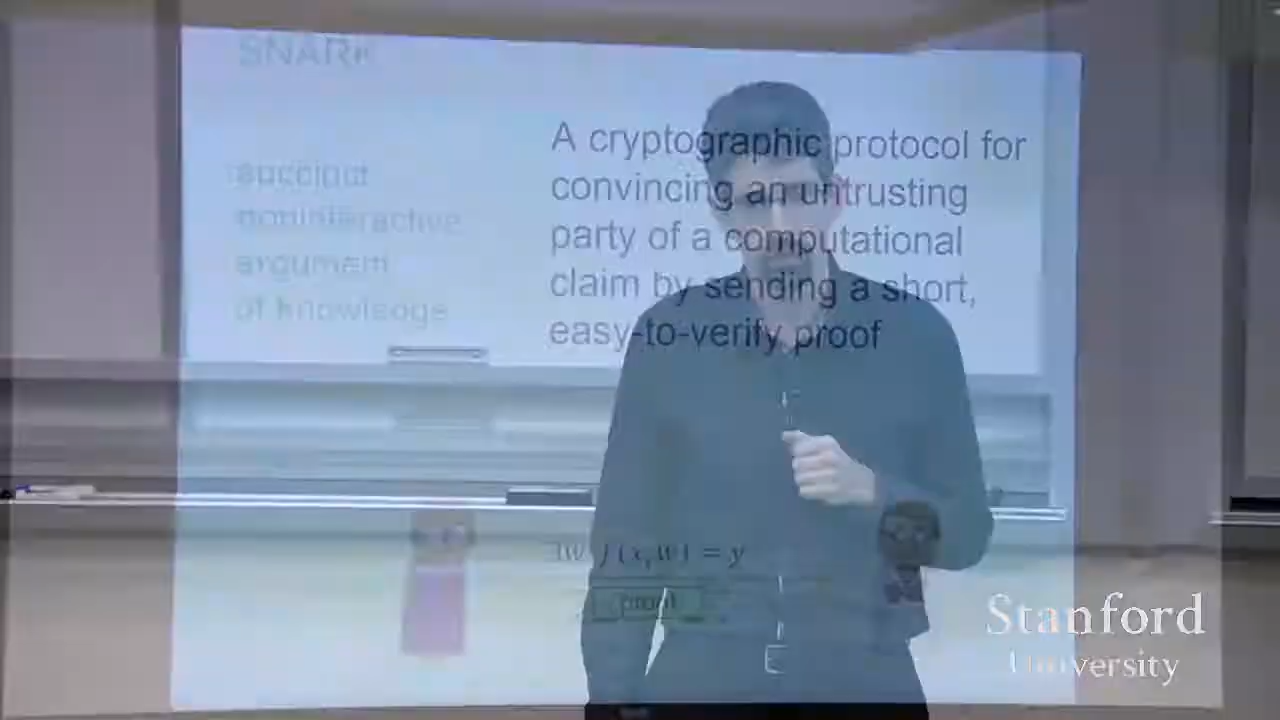 SNARK
succinct
noninteractive
argument
of knowledge
A cryptographic protocol for
convincing an untrusting
party of a computational
claim by sending a short,
easy-to-verify proof
∃W f(x,W) = y
proof
Stanford
University